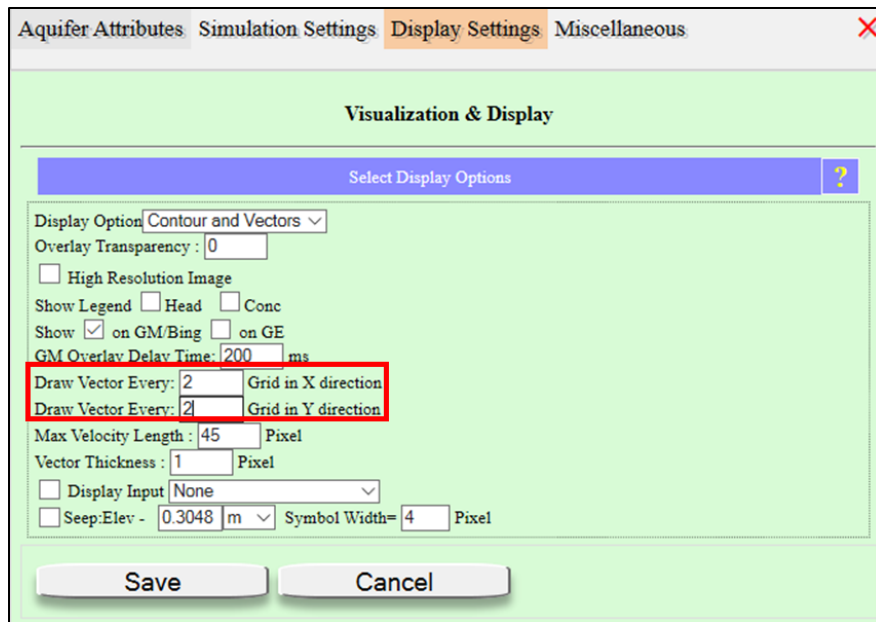 Aquifer Attributes Simulation Settings Display Settings Miscellaneous
Visualization & Display
Select Display Options ?
Display Option Contour and Vectors
Overlay Transparency : 0
High Resolution Image
Show Legend Head Conc
Show on GM/Bing on GE
GM Overlay Delay Time: 200 ms
Draw Vector Every: 2 Grid in X direction
Draw Vector Every: 2 Grid in Y direction
Max Velocity Length : 45 Pixel
Vector Thickness : 1 Pixel
Display Input None
Seep:Elev - 0.3048 m Symbol Width= 4 Pixel
Save Cancel